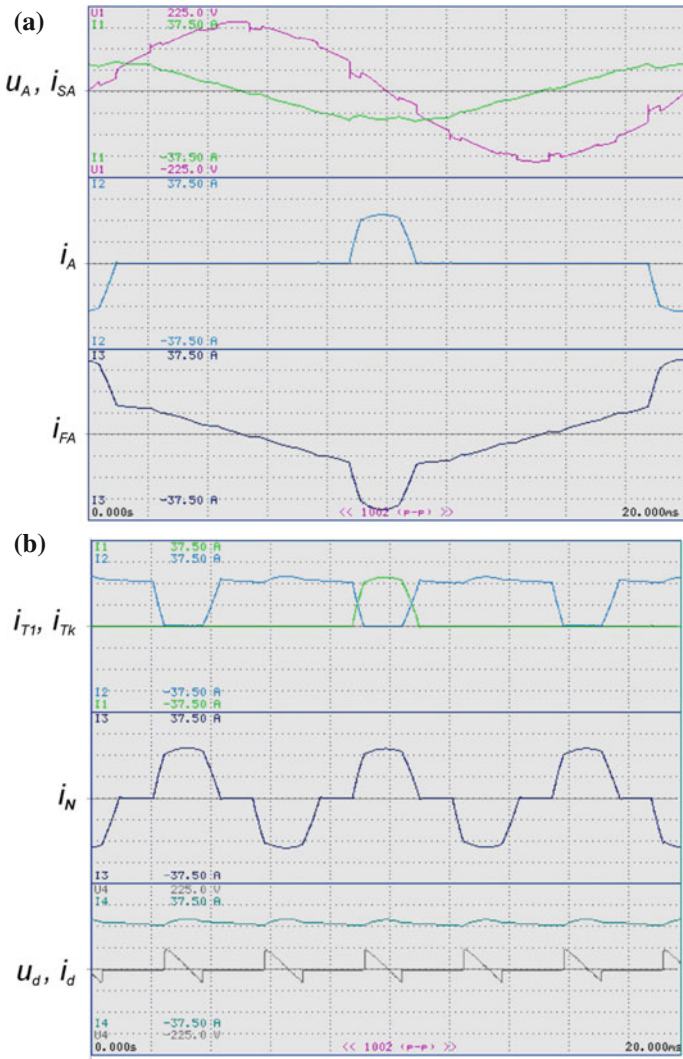 (a)
U1 225.0 V
I1 37.50 A
u_A, i_SA
I1 -37.50 A
U1 -225.0 V
I2 37.50 A
i_A
I2 -37.50 A
I3 37.50 A
i_FA
I3 -37.50 A
0.000s << 1002 (p-p) >> 20.000ms
(b)
I1 37.50 A
I2 37.50 A
i_T1, i_Tk
I2 -37.50 A
I1 -37.50 A
I3 37.50 A
i_N
I3 -37.50 A
U4 225.0 V
I4 37.50 A
u_d, i_d
I4 -37.50 A
U4 -225.0 V
0.000s << 1002 (p-p) >> 20.000ms